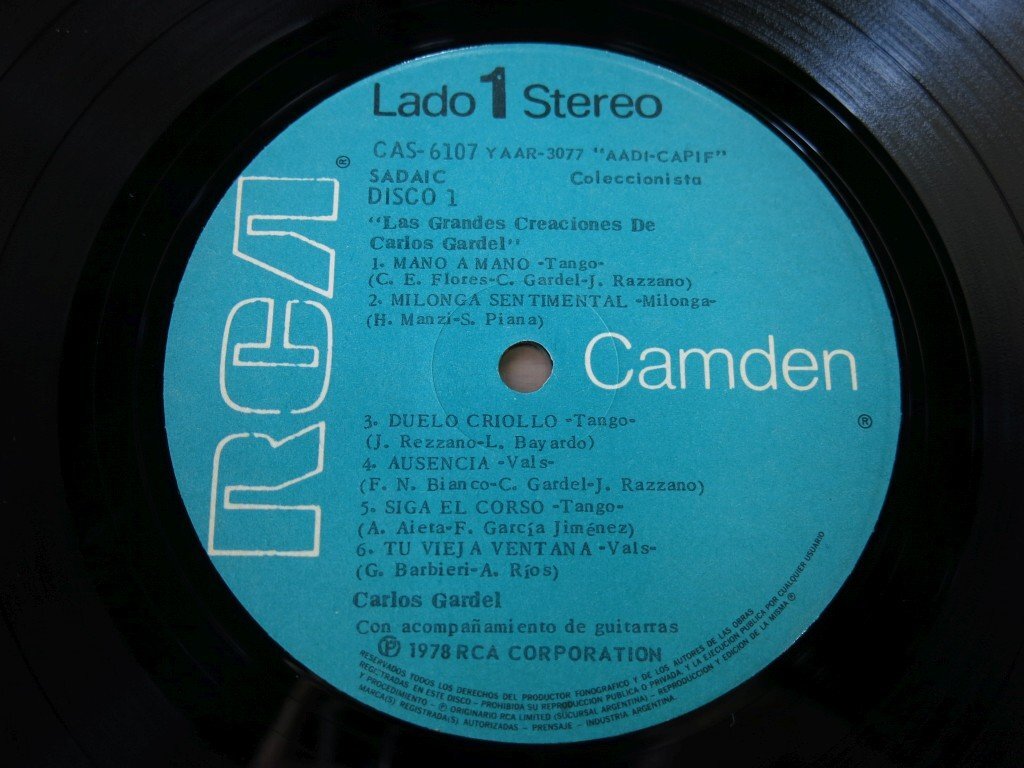 Lado 1 Stereo
CAS-6107 YAAR-3077 "AADI-CAPIF"
SADAIC Coleccionista
DISCO 1
"Las Grandes Creaciones De
Carlos Gardel"
1. MANO A MANO -Tango-
(C. E. Flores-C. Gardel-J. Razzano)
2. MILONGA SENTIMENTAL -Milonga-
(H. Manzi-S. Piana)
RCA ®
Camden ®
3. DUELO CRIOLLO -Tango-
(J. Rezzano-L. Bayardo)
4. AUSENCIA -Vals-
(F. N. Bianco-C. Gardel-J. Razzano)
5. SIGA EL CORSO -Tango-
(A. Aieta-F. García Jiménez)
6. TU VIEJA VENTANA -Vals-
(G. Barbieri-A. Ríos)
Carlos Gardel
Con acompañamiento de guitarras
℗ 1978 RCA CORPORATION
RESERVADOS TODOS LOS DERECHOS DEL PRODUCTOR FONOGRAFICO Y DE LOS AUTORES DE LAS OBRAS
REGISTRADAS EN ESTE DISCO - PROHIBIDA SU REPRODUCCION PUBLICA O PRIVADA, Y LA EJECUCION PUBLICA POR CUALQUIER USUARIO
Y PROCEDIMIENTO - ℗ ORIGINARIO RCA LIMITED (SUCURSAL ARGENTINA) - REPRODUCCION Y EDICION DE LA MISMA ®
MARCA(S) REGISTRADA(S) AUTORIZADAS - PRENSAJE - INDUSTRIA ARGENTINA